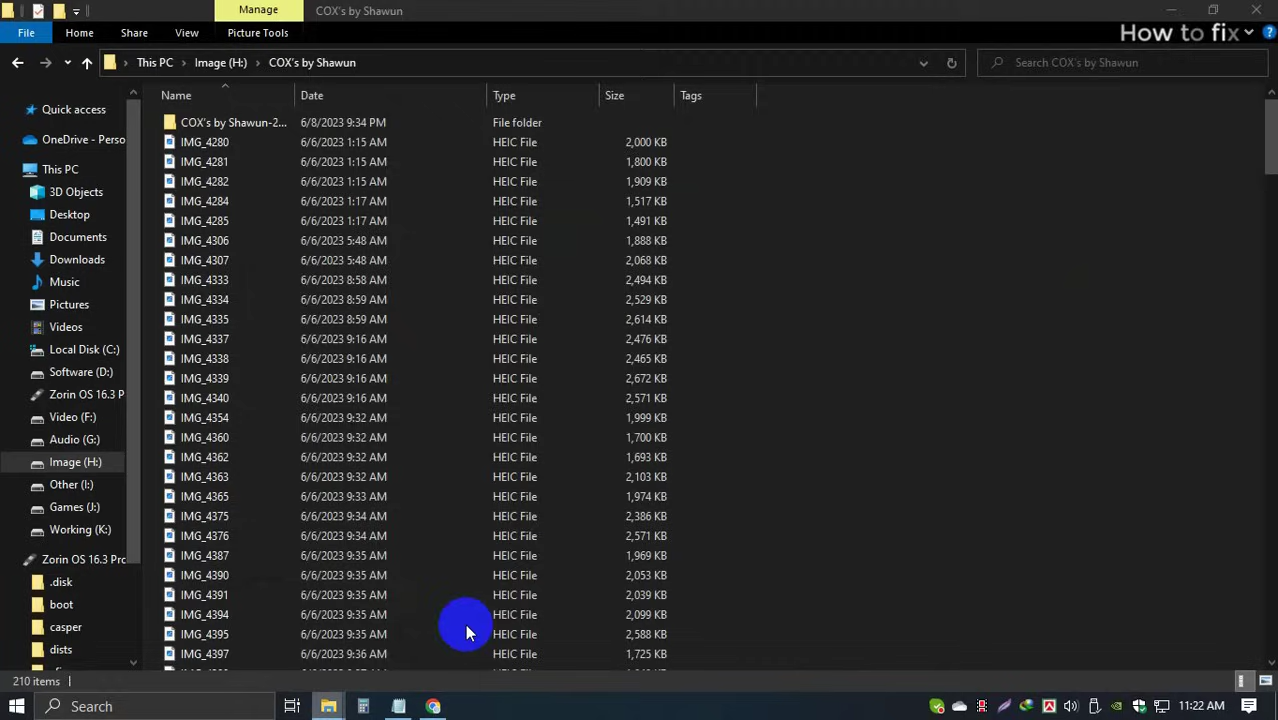 Manage
COX's by Shawun
File
Home
Share
View
Picture Tools
How to fix
This PC
Image (H:)
COX's by Shawun
Search COX's by Shawun
Name
Date
Type
Size
Tags
COX's by Shawun-2...
6/8/2023 9:34 PM
File folder
IMG_4280 6/6/2023 1:15 AM HEIC File 2,000 KB
IMG_4281 6/6/2023 1:15 AM HEIC File 1,800 KB
IMG_4282 6/6/2023 1:15 AM HEIC File 1,909 KB
IMG_4284 6/6/2023 1:17 AM HEIC File 1,517 KB
IMG_4285 6/6/2023 1:17 AM HEIC File 1,491 KB
IMG_4306 6/6/2023 5:48 AM HEIC File 1,888 KB
IMG_4307 6/6/2023 5:48 AM HEIC File 2,068 KB
IMG_4333 6/6/2023 8:58 AM HEIC File 2,494 KB
IMG_4334 6/6/2023 8:59 AM HEIC File 2,529 KB
IMG_4335 6/6/2023 8:59 AM HEIC File 2,614 KB
IMG_4337 6/6/2023 9:16 AM HEIC File 2,476 KB
IMG_4338 6/6/2023 9:16 AM HEIC File 2,465 KB
IMG_4339 6/6/2023 9:16 AM HEIC File 2,672 KB
IMG_4340 6/6/2023 9:16 AM HEIC File 2,571 KB
IMG_4354 6/6/2023 9:32 AM HEIC File 1,999 KB
IMG_4360 6/6/2023 9:32 AM HEIC File 1,700 KB
IMG_4362 6/6/2023 9:32 AM HEIC File 1,693 KB
IMG_4363 6/6/2023 9:32 AM HEIC File 2,103 KB
IMG_4365 6/6/2023 9:33 AM HEIC File 1,974 KB
IMG_4375 6/6/2023 9:34 AM HEIC File 2,386 KB
IMG_4376 6/6/2023 9:34 AM HEIC File 2,571 KB
IMG_4387 6/6/2023 9:35 AM HEIC File 1,969 KB
IMG_4390 6/6/2023 9:35 AM HEIC File 2,053 KB
IMG_4391 6/6/2023 9:35 AM HEIC File 2,039 KB
IMG_4394 6/6/2023 9:35 AM HEIC File 2,099 KB
IMG_4395 6/6/2023 9:35 AM HEIC File 2,588 KB
IMG_4397 6/6/2023 9:36 AM HEIC File 1,725 KB
Quick access
OneDrive - Perso
This PC
3D Objects
Desktop
Documents
Downloads
Music
Pictures
Videos
Local Disk (C:)
Software (D:)
Zorin OS 16.3 P
Video (F:)
Audio (G:)
Image (H:)
Other (I:)
Games (J:)
Working (K:)
Zorin OS 16.3 Prc
.disk
boot
casper
dists
210 items
Search
11:22 AM